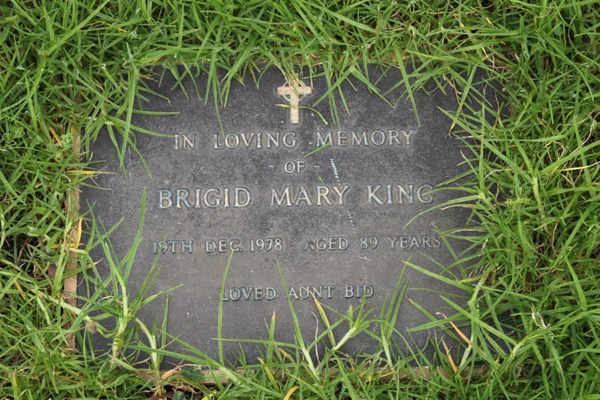 IN LOVING MEMORY
OF
BRIGID MARY KING
19TH DEC. 1978 AGED 89 YEARS
LOVED AUNT BID